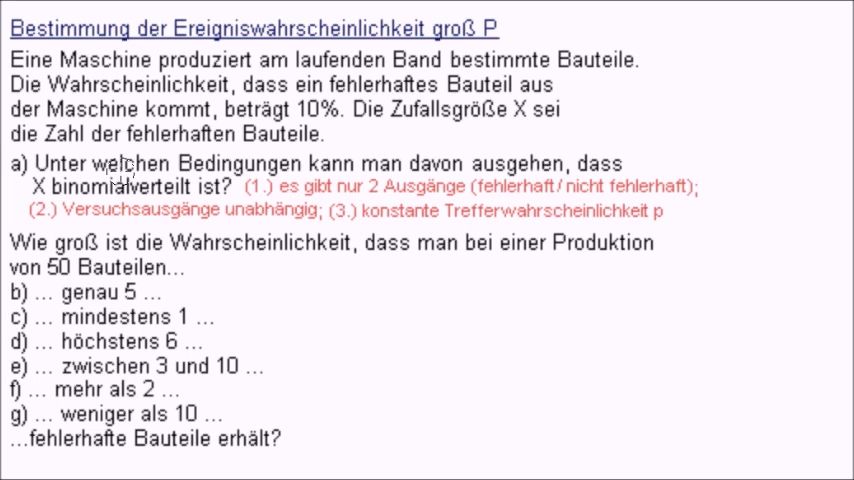 Bestimmung der Ereigniswahrscheinlichkeit groß P
Eine Maschine produziert am laufenden Band bestimmte Bauteile.
Die Wahrscheinlichkeit, dass ein fehlerhaftes Bauteil aus
der Maschine kommt, beträgt 10%. Die Zufallsgröße X sei
die Zahl der fehlerhaften Bauteile.
a) Unter welchen Bedingungen kann man davon ausgehen, dass
X binomialverteilt ist? (1.) es gibt nur 2 Ausgänge (fehlerhaft / nicht fehlerhaft);
(2.) Versuchsausgänge unabhängig; (3.) konstante Trefferwahrscheinlichkeit p
Wie groß ist die Wahrscheinlichkeit, dass man bei einer Produktion
von 50 Bauteilen...
b) ... genau 5 ...
c) ... mindestens 1 ...
d) ... höchstens 6 ...
e) ... zwischen 3 und 10 ...
f) ... mehr als 2 ...
g) ... weniger als 10 ...
...fehlerhafte Bauteile erhält?